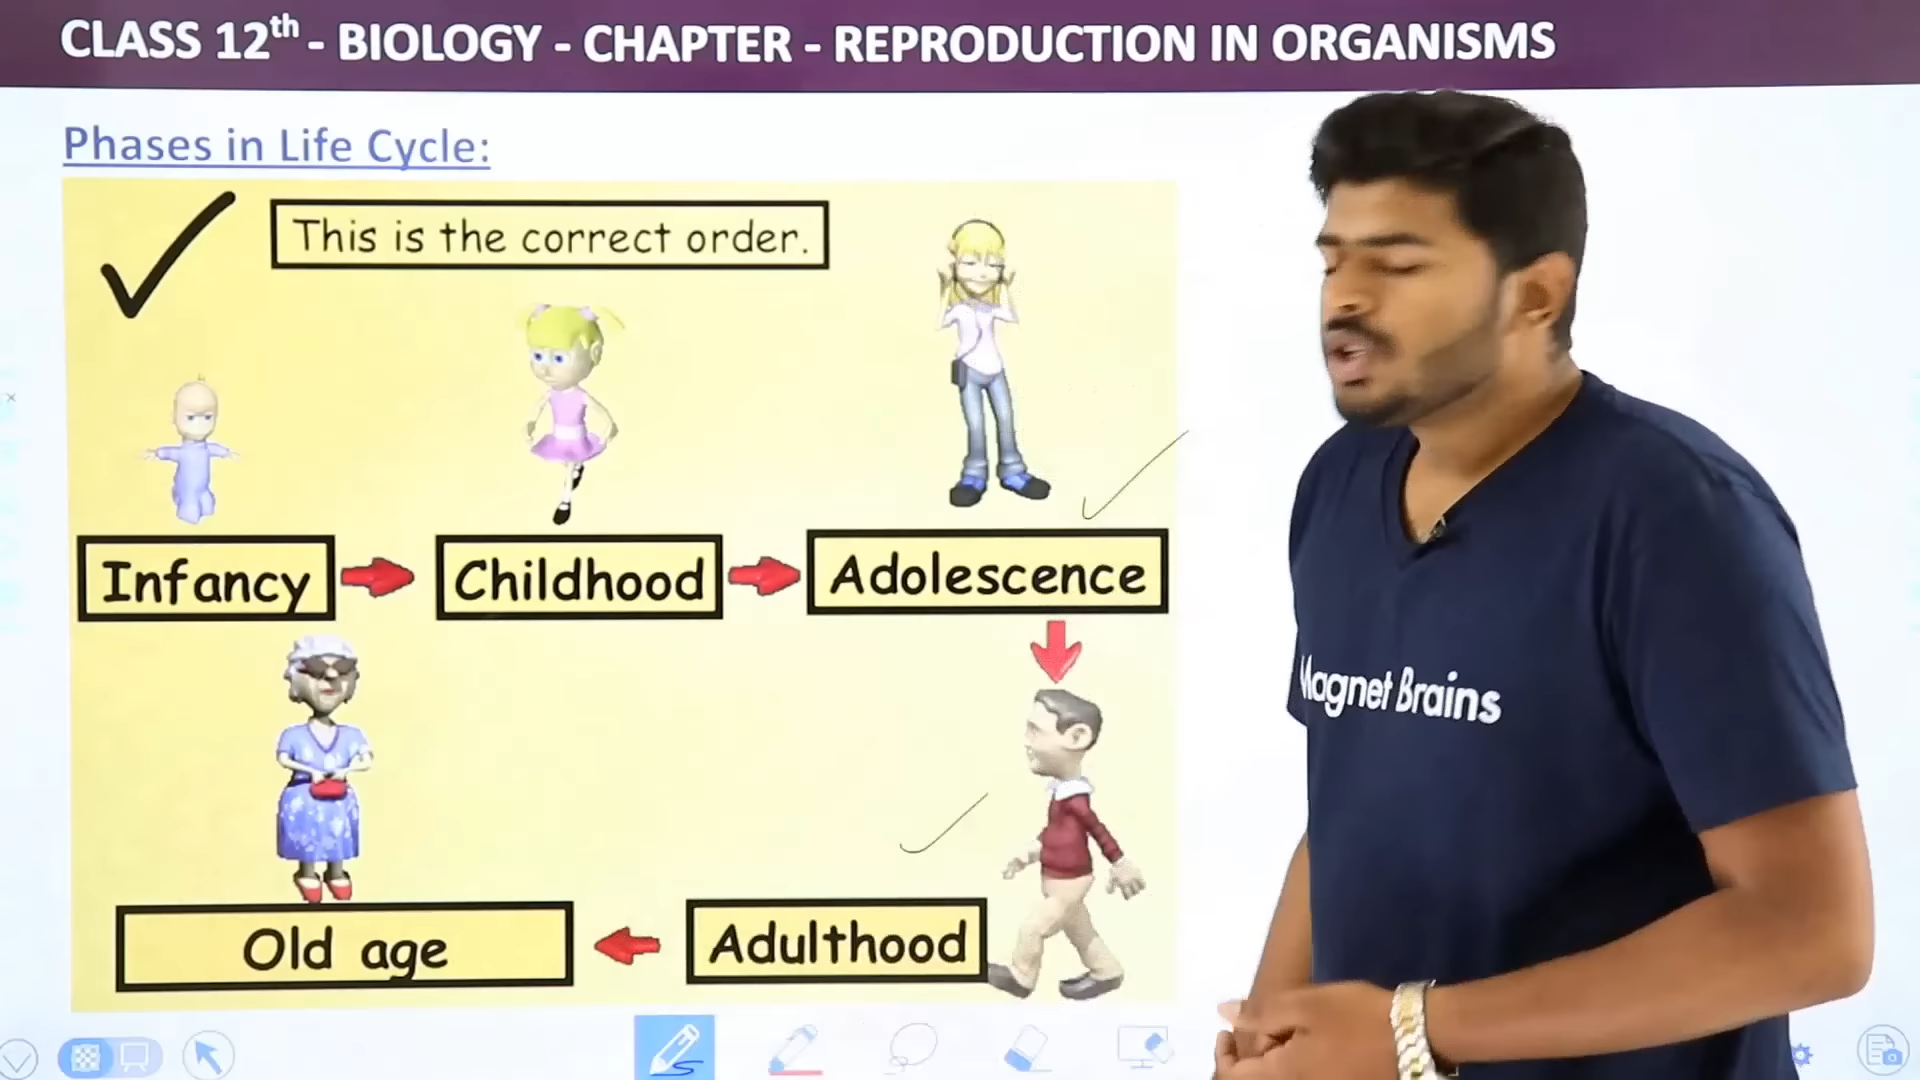 CLASS 12th - BIOLOGY - CHAPTER - REPRODUCTION IN ORGANISMS
Phases in Life Cycle:
This is the correct order.
Infancy
Childhood
Adolescence
Old age
Adulthood
Magnet Brains